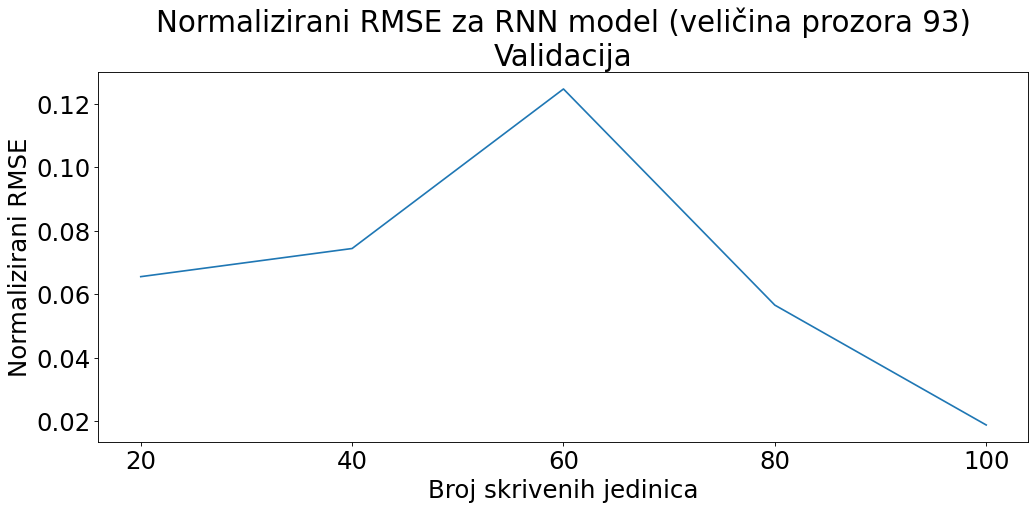 Normalizirani RMSE za RNN model (veličina prozora 93)
Validacija
Normalizirani RMSE
0.12
0.10
0.08
0.06
0.04
0.02
20 40 60 80 100
Broj skrivenih jedinica